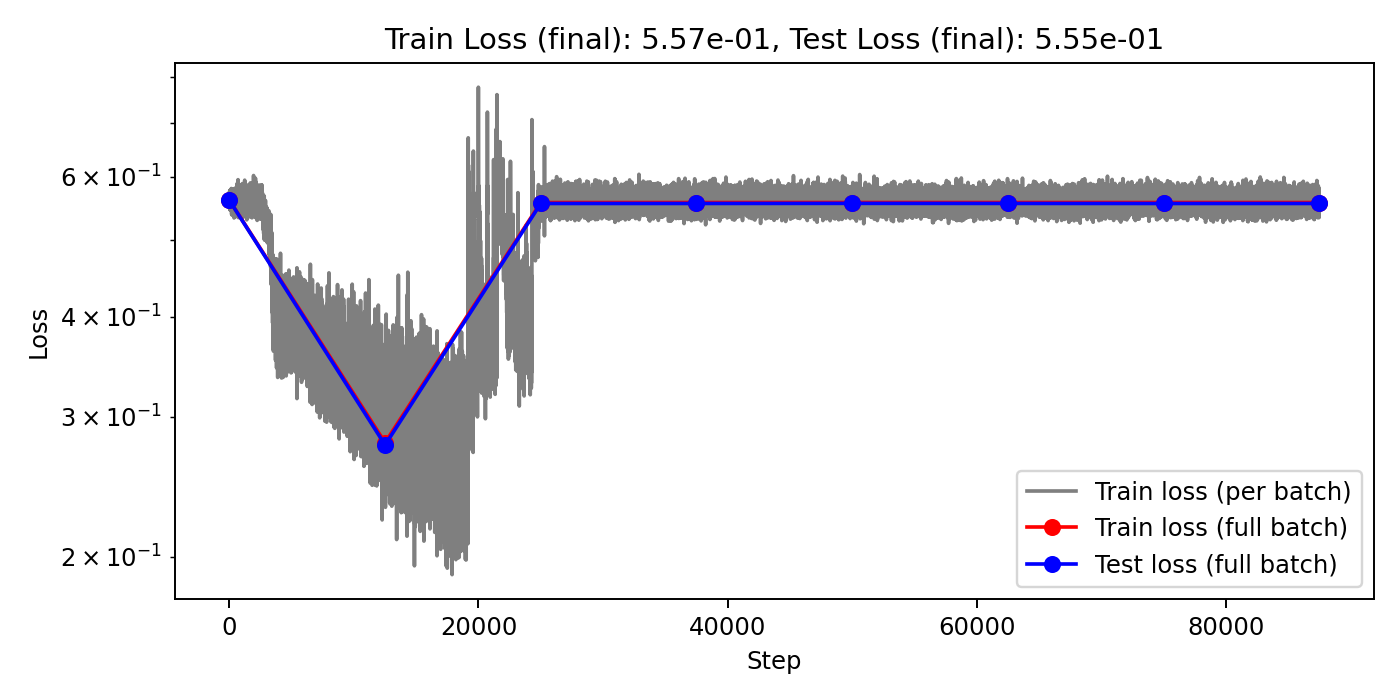 Train Loss (final): 5.57e-01, Test Loss (final): 5.55e-01
Loss
6 × 10⁻¹
4 × 10⁻¹
3 × 10⁻¹
2 × 10⁻¹
Train loss (per batch)
Train loss (full batch)
Test loss (full batch)
0 20000 40000 60000 80000
Step